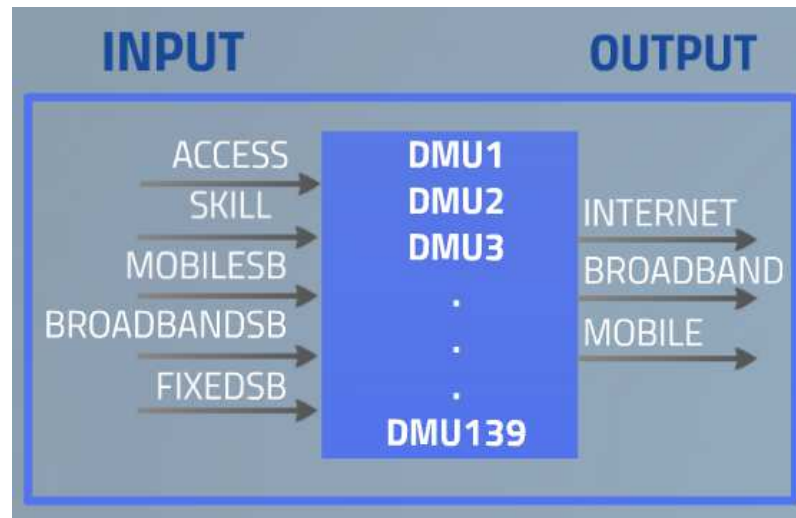 INPUT
OUTPUT
ACCESS
SKILL
MOBILESB
BROADBANDSB
FIXEDSB
DMU1
DMU2
DMU3
.
.
.
DMU139
INTERNET
BROADBAND
MOBILE